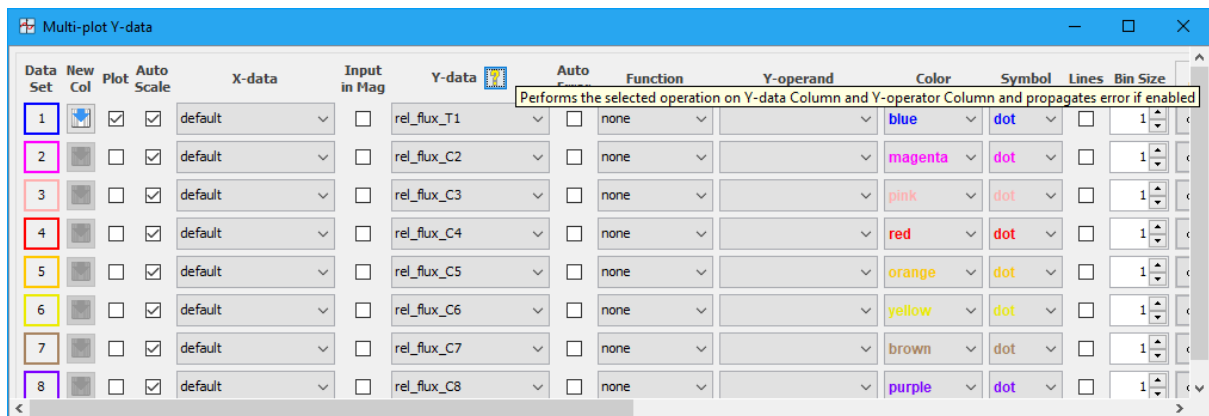 Multi-plot Y-data
Data Set New Col Plot Auto Scale X-data Input in Mag Y-data ? Auto Function Y-operand Color Symbol Lines Bin Size
Performs the selected operation on Y-data Column and Y-operator Column and propagates error if enabled
1 default rel_flux_T1 none blue dot 1
2 default rel_flux_C2 none magenta dot 1
3 default rel_flux_C3 none pink dot 1
4 default rel_flux_C4 none red dot 1
5 default rel_flux_C5 none orange dot 1
6 default rel_flux_C6 none yellow dot 1
7 default rel_flux_C7 none brown dot 1
8 default rel_flux_C8 none purple dot 1